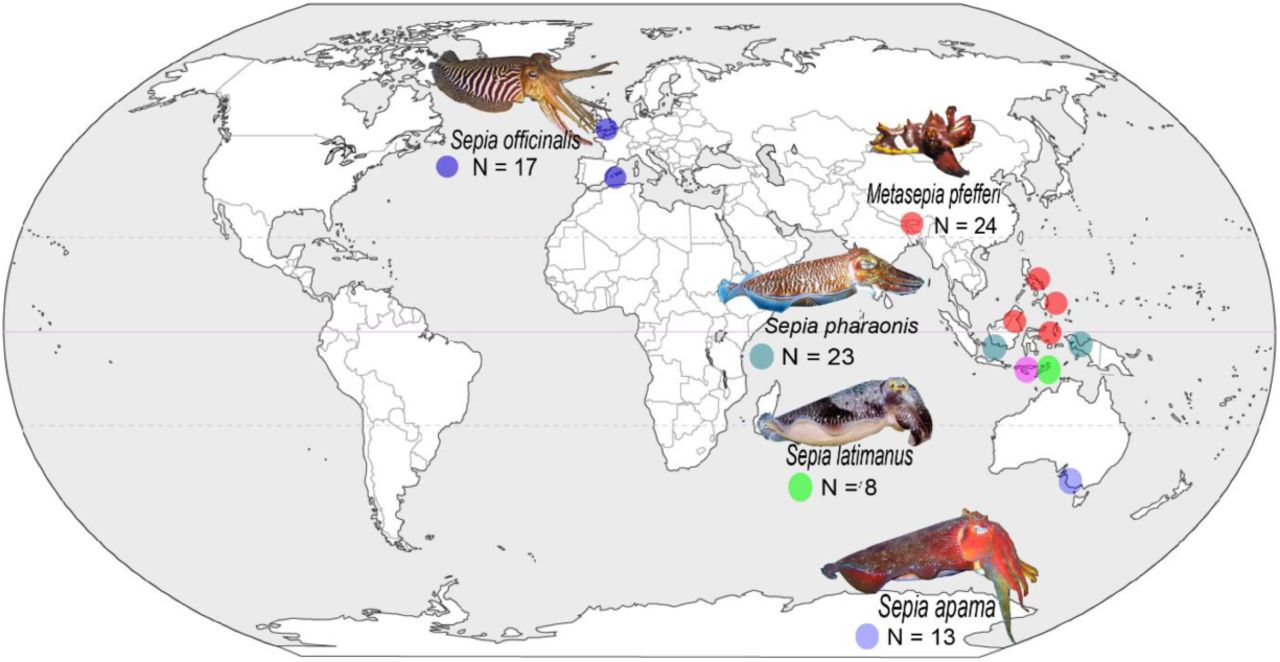 Sepia officinalis
N = 17
Metasepia pfefferi
N = 24
Sepia pharaonis
N = 23
Sepia latimanus
N = 8
Sepia apama
N = 13